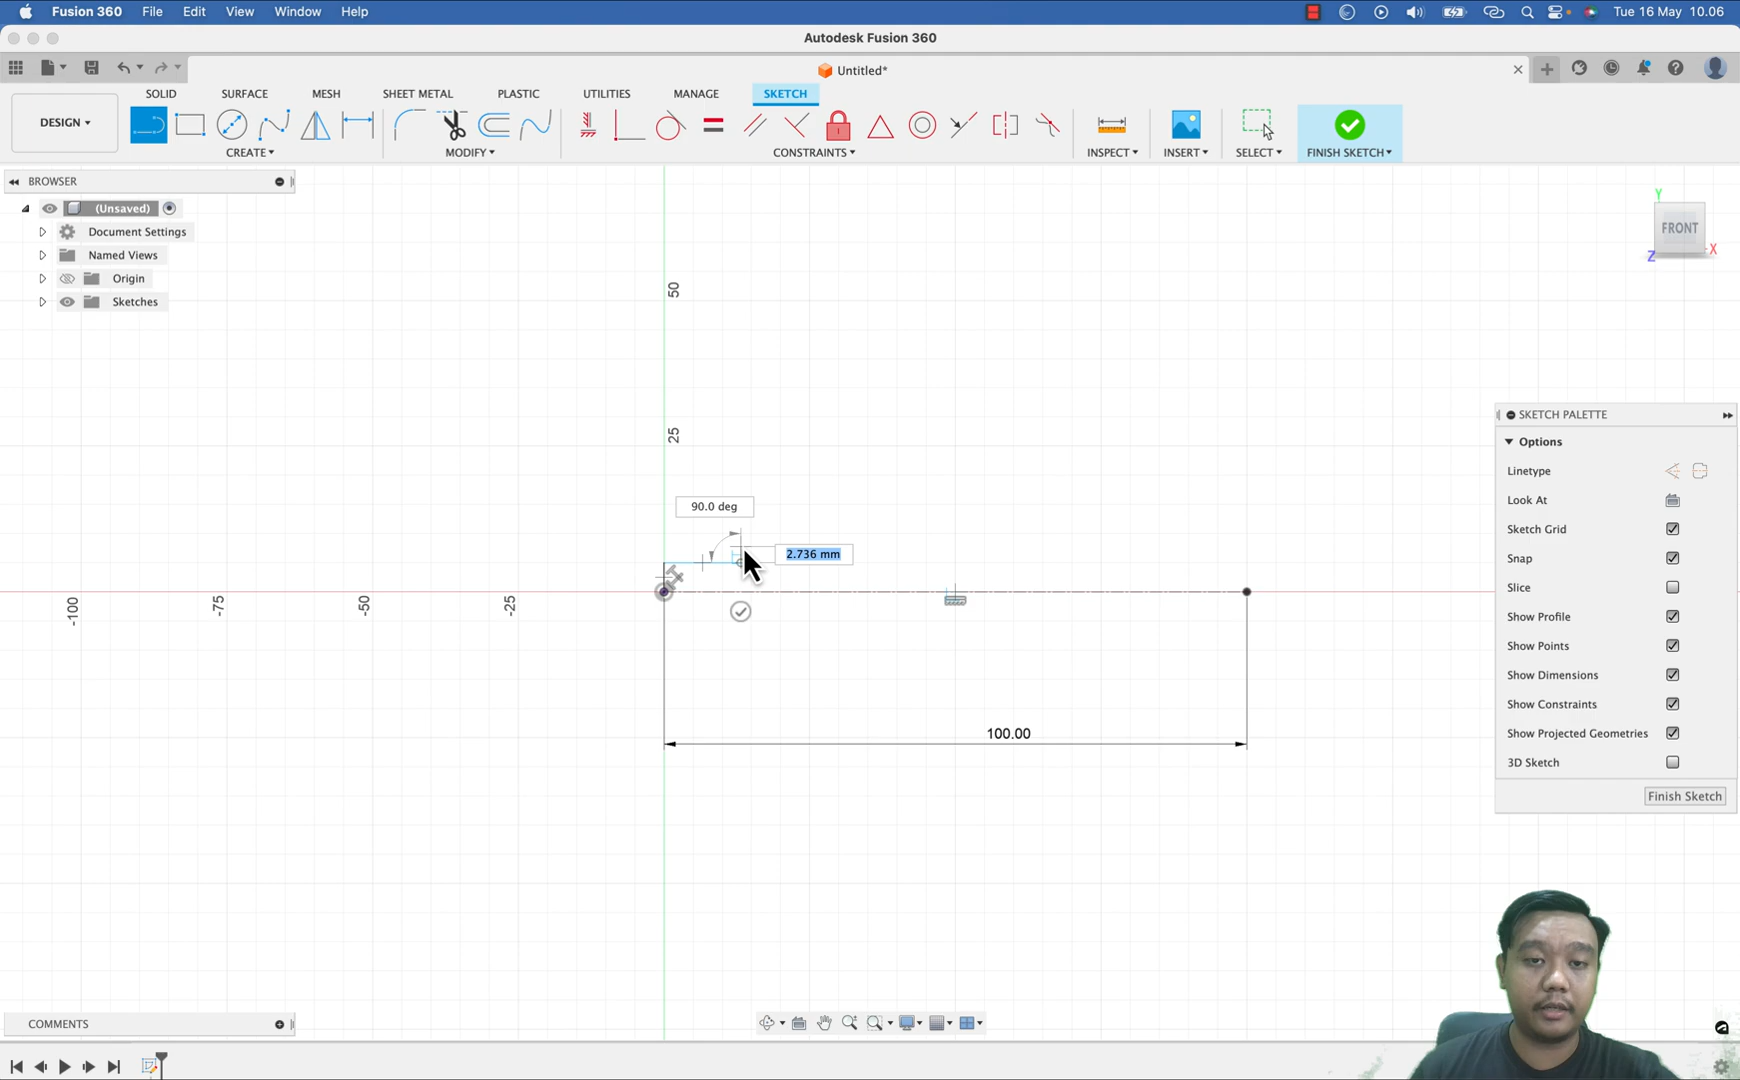 Fusion 360 File Edit View Window Help Tue 16 May 10.06
Autodesk Fusion 360
Untitled*
SOLID SURFACE MESH SHEET METAL PLASTIC UTILITIES MANAGE SKETCH
DESIGN
CREATE MODIFY CONSTRAINTS INSPECT INSERT SELECT FINISH SKETCH
BROWSER
(Unsaved)
Document Settings
Named Views
Origin
Sketches
Y
FRONT
X
Z
50
25
-100
-75
-50
-25
90.0 deg
2.736 mm
100.00
SKETCH PALETTE
Options
Linetype
Look At
Sketch Grid
Snap
Slice
Show Profile
Show Points
Show Dimensions
Show Constraints
Show Projected Geometries
3D Sketch
Finish Sketch
COMMENTS